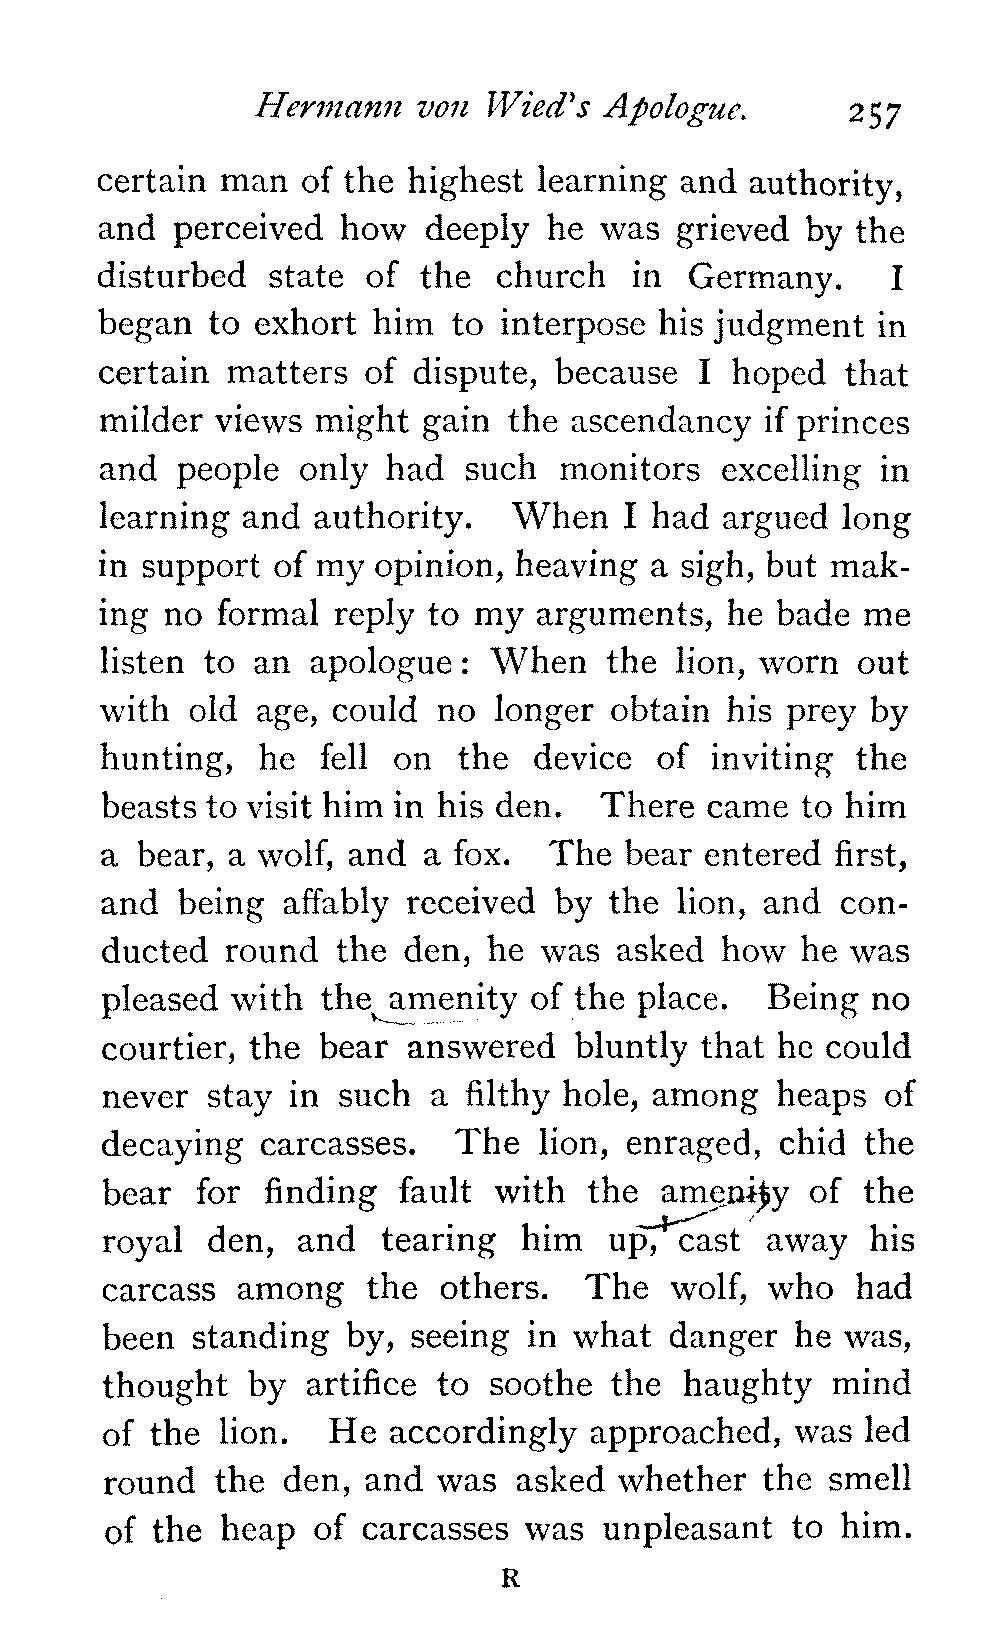 Hermann von Wied's Apologue. 257
certain man of the highest learning and authority,
and perceived how deeply he was grieved by the
disturbed state of the church in Germany. I
began to exhort him to interpose his judgment in
certain matters of dispute, because I hoped that
milder views might gain the ascendancy if princes
and people only had such monitors excelling in
learning and authority. When I had argued long
in support of my opinion, heaving a sigh, but mak-
ing no formal reply to my arguments, he bade me
listen to an apologue: When the lion, worn out
with old age, could no longer obtain his prey by
hunting, he fell on the device of inviting the
beasts to visit him in his den. There came to him
a bear, a wolf, and a fox. The bear entered first,
and being affably received by the lion, and con-
ducted round the den, he was asked how he was
pleased with the amenity of the place. Being no
courtier, the bear answered bluntly that he could
never stay in such a filthy hole, among heaps of
decaying carcasses. The lion, enraged, chid the
bear for finding fault with the amenity of the
royal den, and tearing him up, cast away his
carcass among the others. The wolf, who had
been standing by, seeing in what danger he was,
thought by artifice to soothe the haughty mind
of the lion. He accordingly approached, was led
round the den, and was asked whether the smell
of the heap of carcasses was unpleasant to him.
R